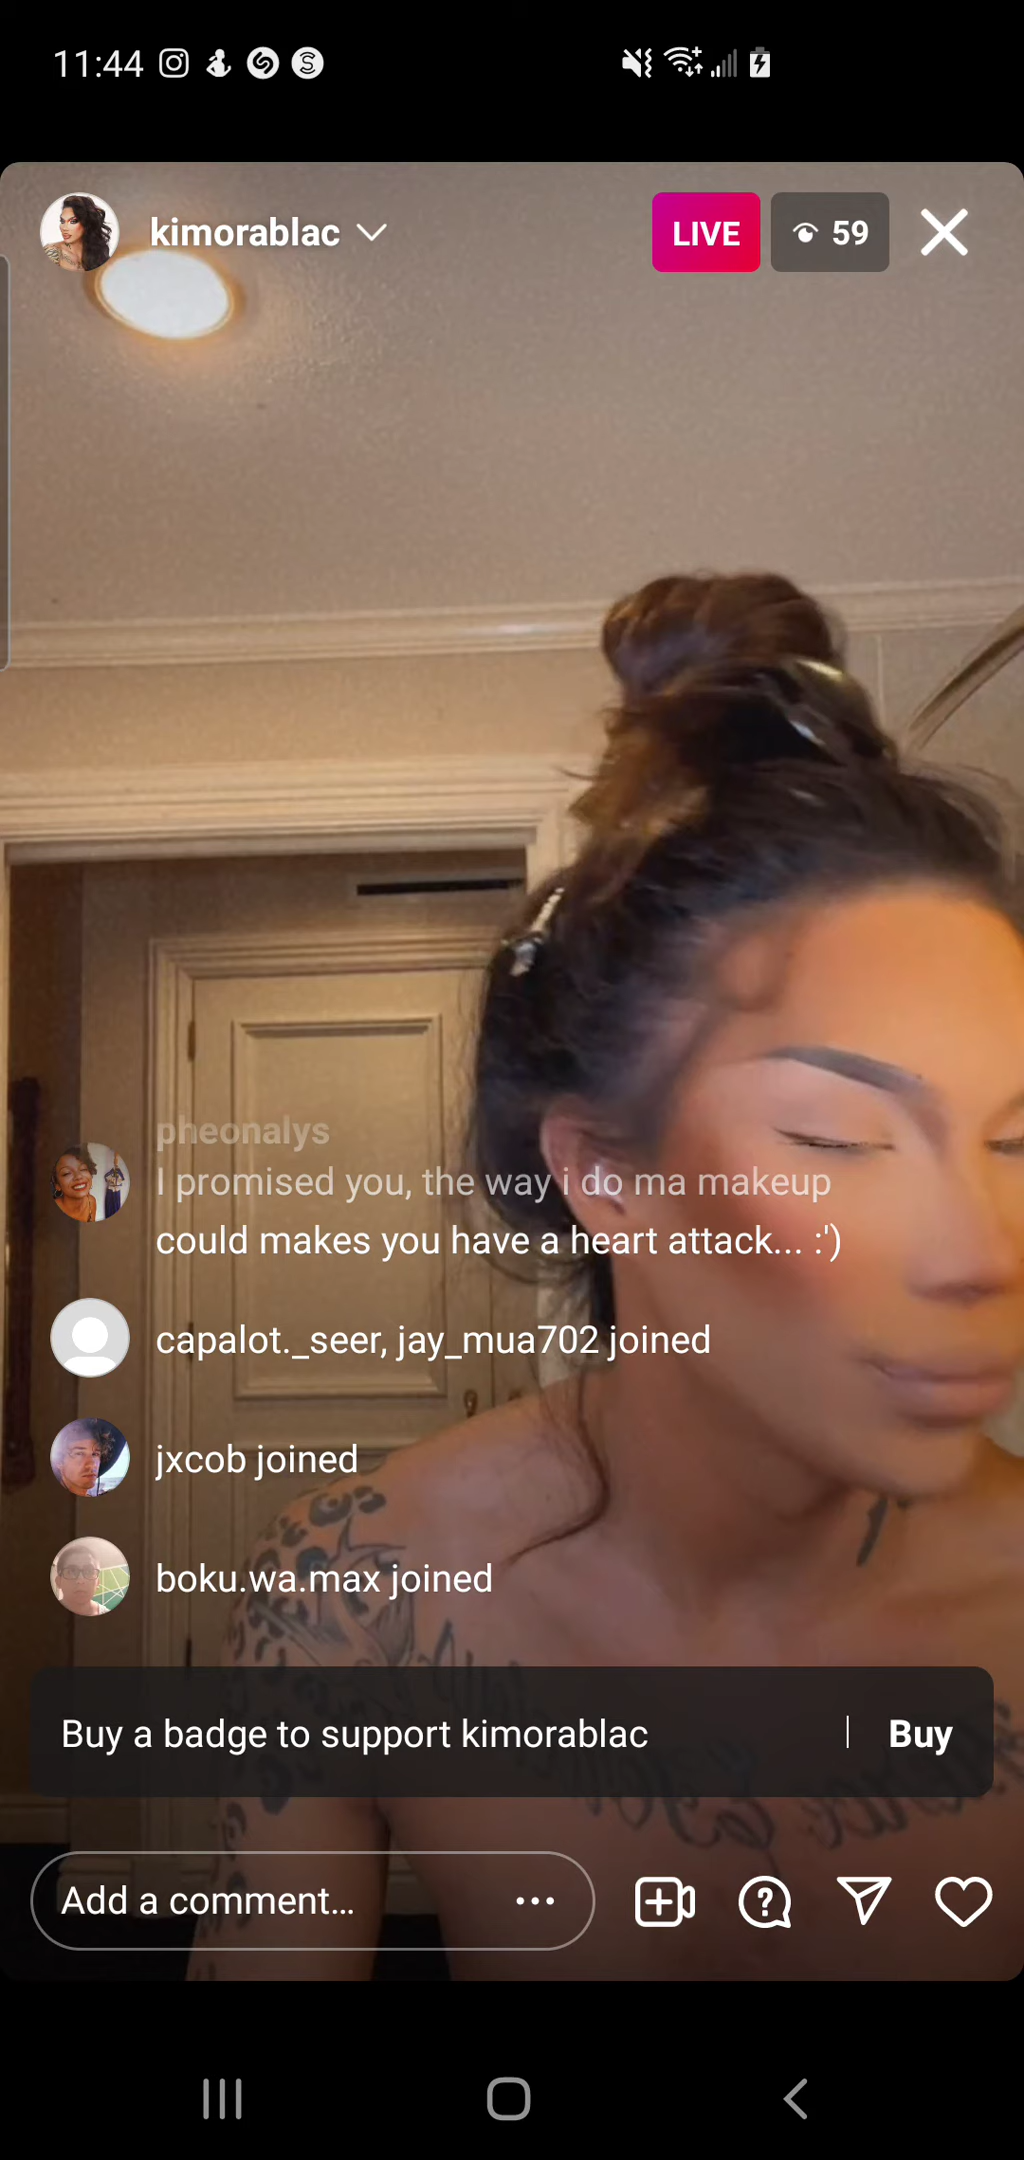 11:44
kimorablac
LIVE
59
pheonalys
I promised you, the way i do ma makeup
could makes you have a heart attack... :')
capalot._seer, jay_mua702 joined
jxcob joined
boku.wa.max joined
Buy a badge to support kimorablac | Buy
Add a comment...